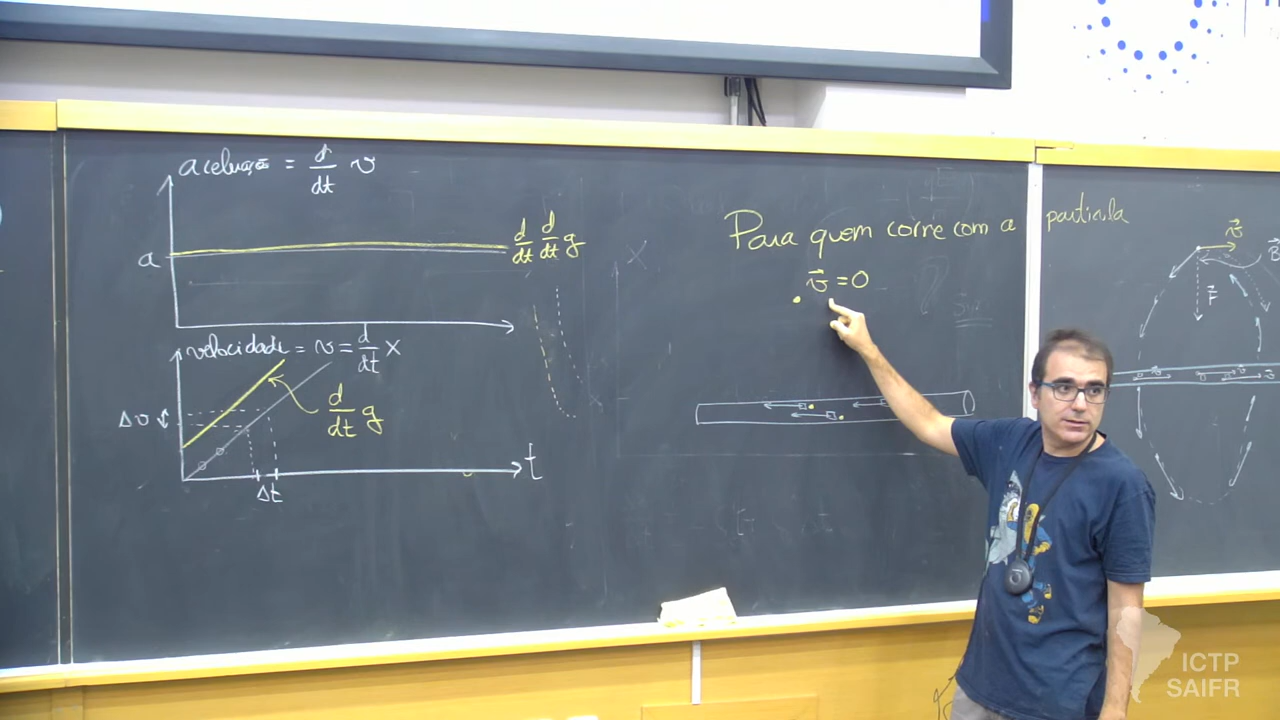 aceleração = d/dt v
a
d/dt d/dt g
velocidade = v = d/dt x
Δv
d/dt g
t
Δt
Para quem corre com a partícula
v⃗ = 0
X
v⃗
B⃗
F⃗
ICTP
SAIFR